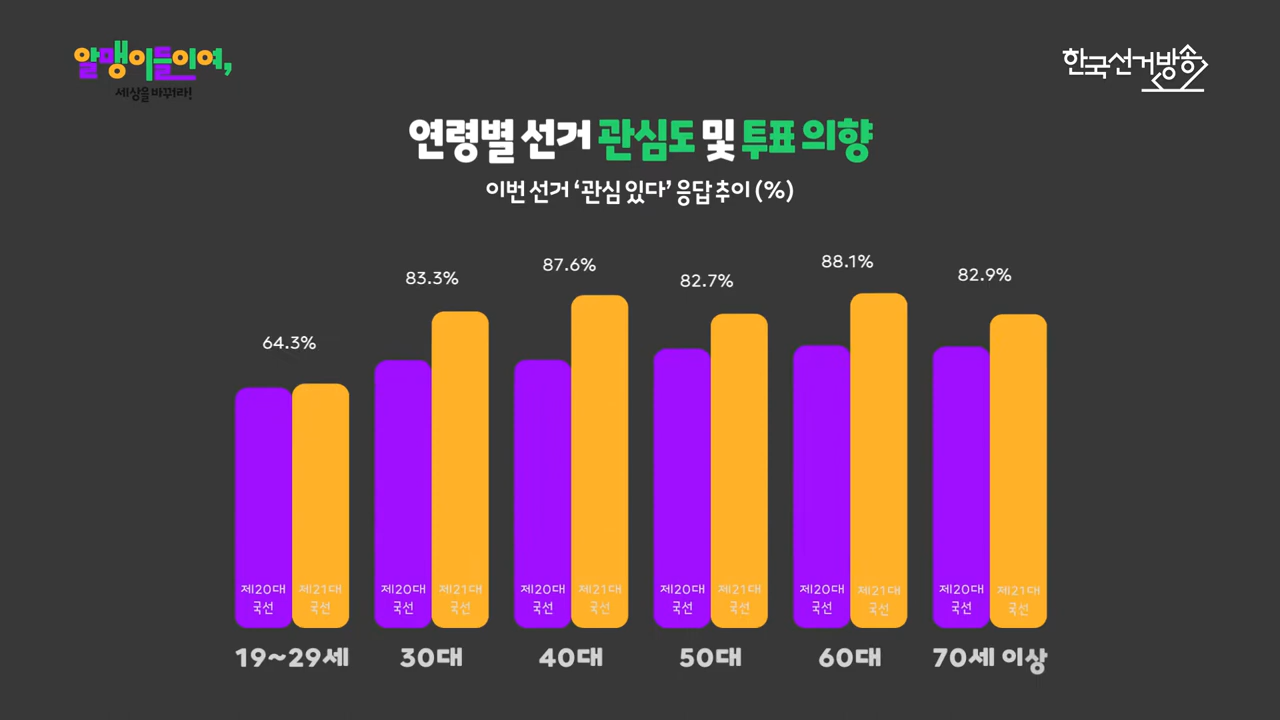 알맹이들이여,
세상을 바꿔라!
한국선거방송
연령별 선거 관심도 및 투표 의향
이번 선거 ‘관심 있다’ 응답 추이 (%)
64.3%
83.3%
87.6%
82.7%
88.1%
82.9%
제20대
국선
제21대
국선
제20대
국선
제21대
국선
제20대
국선
제21대
국선
제20대
국선
제21대
국선
제20대
국선
제21대
국선
제20대
국선
제21대
국선
19~29세
30대
40대
50대
60대
70세 이상